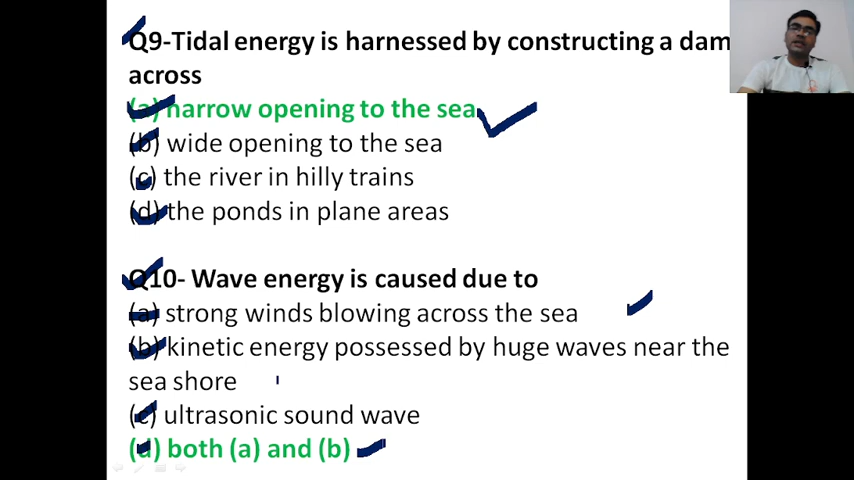 Q9-Tidal energy is harnessed by constructing a dam
across
(a) narrow opening to the sea
(b) wide opening to the sea
(c) the river in hilly trains
(d) the ponds in plane areas
Q10- Wave energy is caused due to
(a) strong winds blowing across the sea
(b) kinetic energy possessed by huge waves near the
sea shore
(c) ultrasonic sound wave
(d) both (a) and (b)